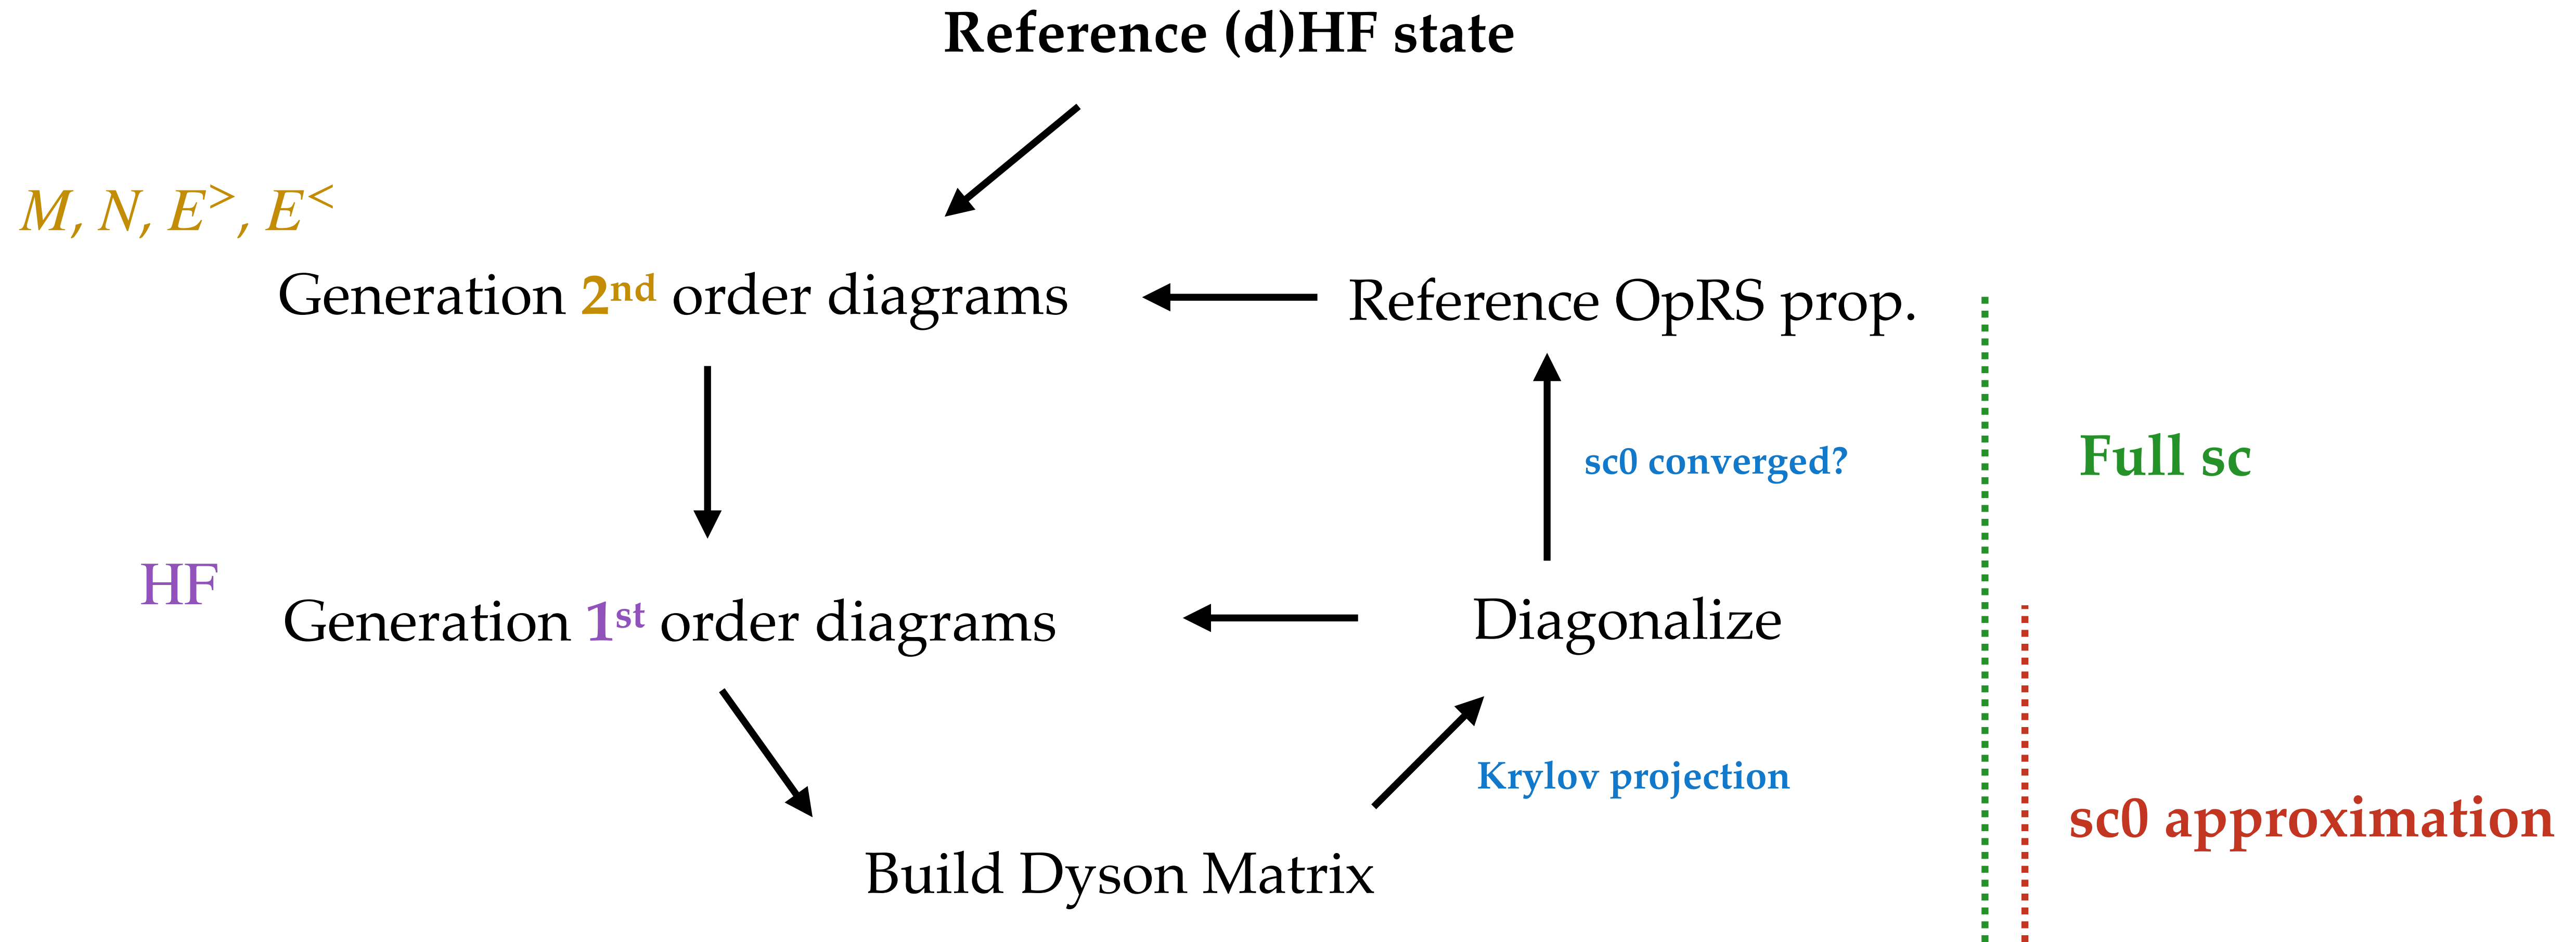 Reference (d)HF state
M, N, E>, E<
Generation 2nd order diagrams
Reference OpRS prop.
sc0 converged?
Full sc
HF
Generation 1st order diagrams
Diagonalize
Krylov projection
sc0 approximation
Build Dyson Matrix